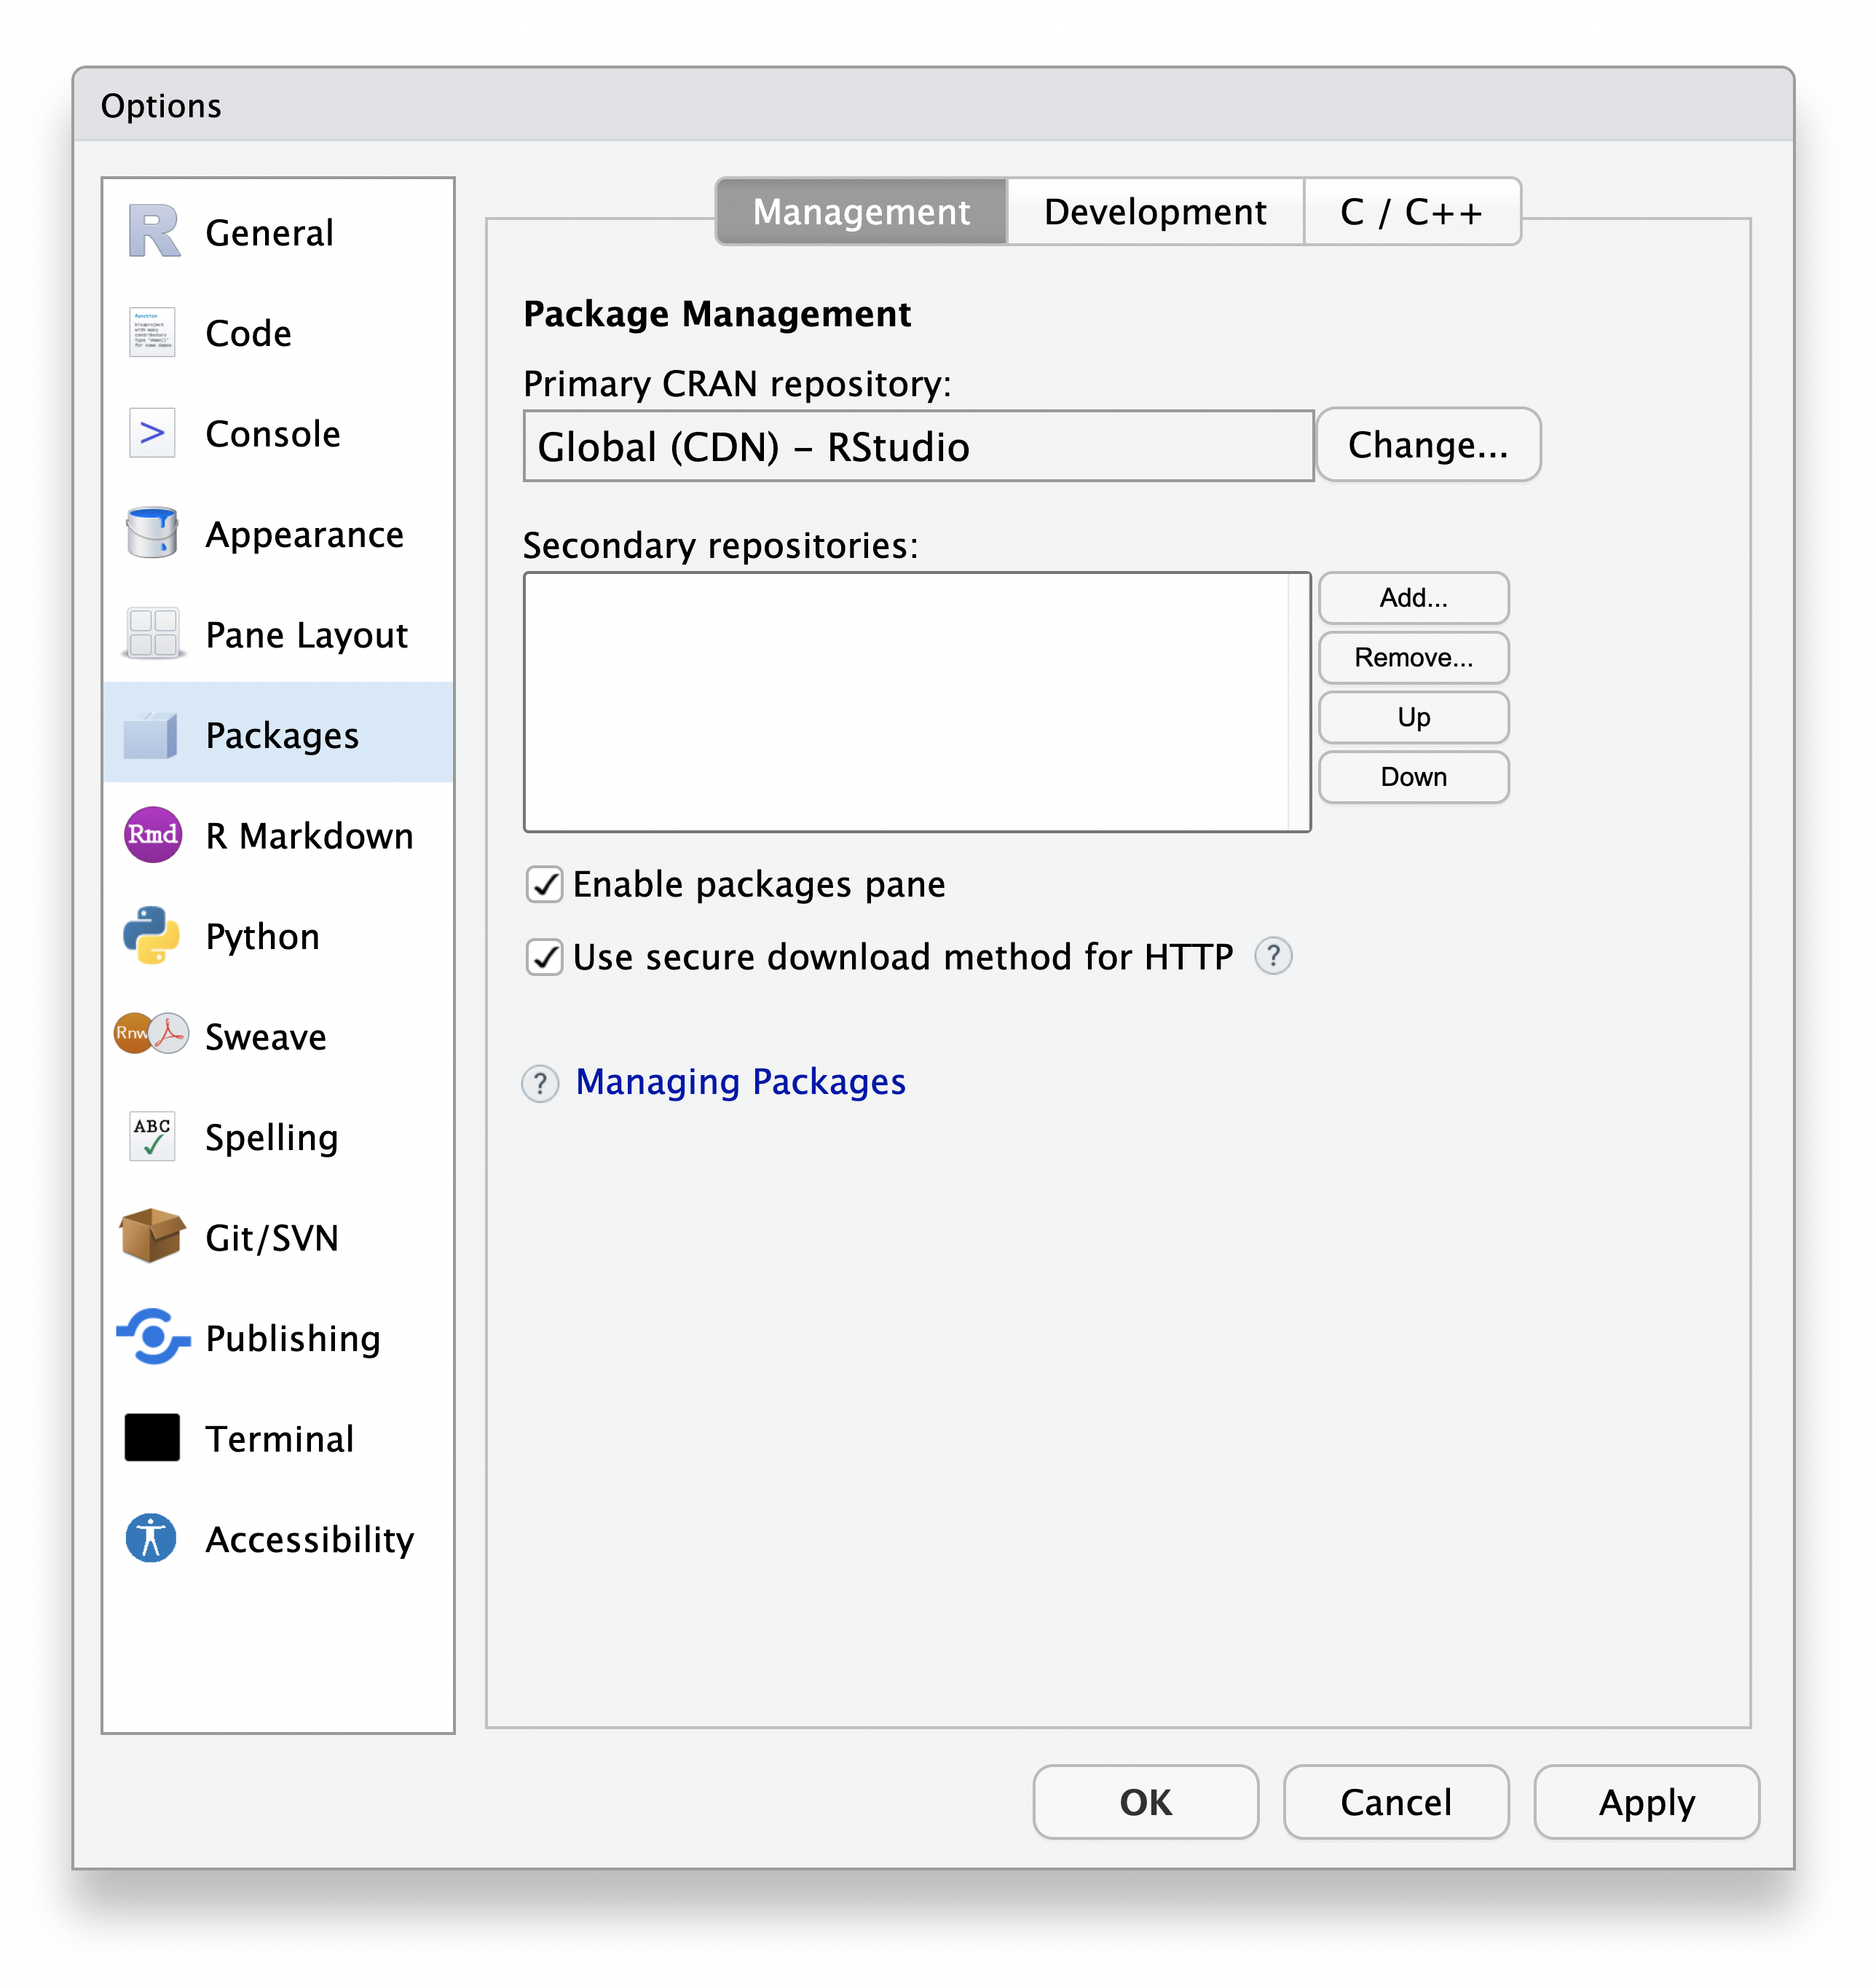 Options
General
Code
Console
Appearance
Pane Layout
Packages
Rmd
R Markdown
Python
Rnw
Sweave
ABC
Spelling
Git/SVN
Publishing
Terminal
Accessibility
Management
Development
C / C++
Package Management
Primary CRAN repository:
Global (CDN) – RStudio
Change...
Secondary repositories:
Add...
Remove...
Up
Down
Enable packages pane
Use secure download method for HTTP ?
? Managing Packages
OK
Cancel
Apply